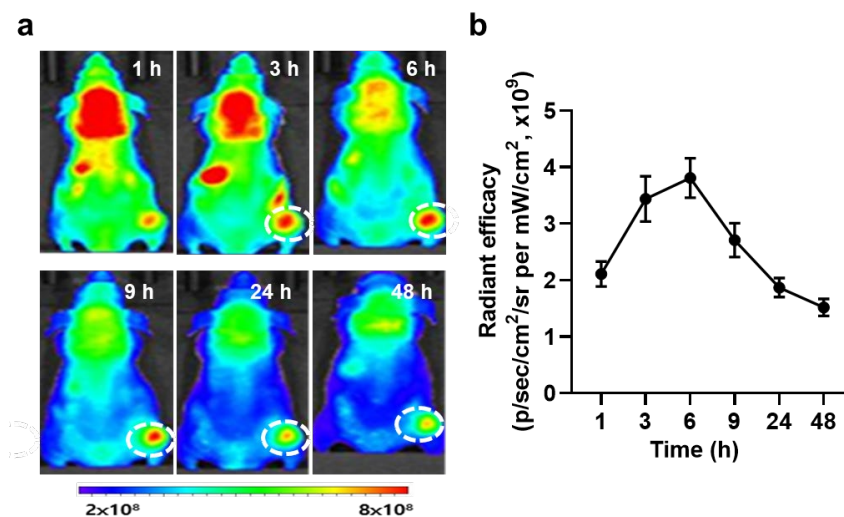 a
1 h
3 h
6 h
9 h
24 h
48 h
2×10⁸
8×10⁸
b
Radiant efficacy
(p/sec/cm²/sr per mW/cm², x10⁹)
5
4
3
2
1
0
1 3 6 9 24 48
Time (h)